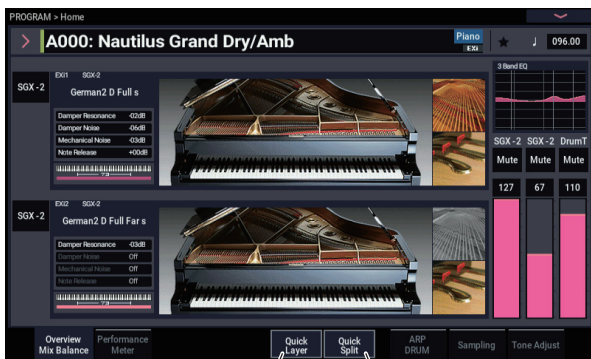 PROGRAM > Home
A000: Nautilus Grand Dry/Amb
Piano
EXi
096.00
3 Band EQ
SGX-2
EXi1 SGX-2
German2 D Full s
Damper Resonance -02dB
Damper Noise -06dB
Mechanical Noise -03dB
Note Release +00dB
73
SGX-2 SGX-2 DrumT
Mute Mute Mute
127 67 110
SGX-2
EXi2 SGX-2
German2 D Full Far s
Damper Resonance -03dB
Damper Noise Off
Mechanical Noise Off
Note Release Off
73
Overview
Mix Balance
Performance
Meter
Quick
Layer
Quick
Split
ARP
DRUM
Sampling
Tone Adjust